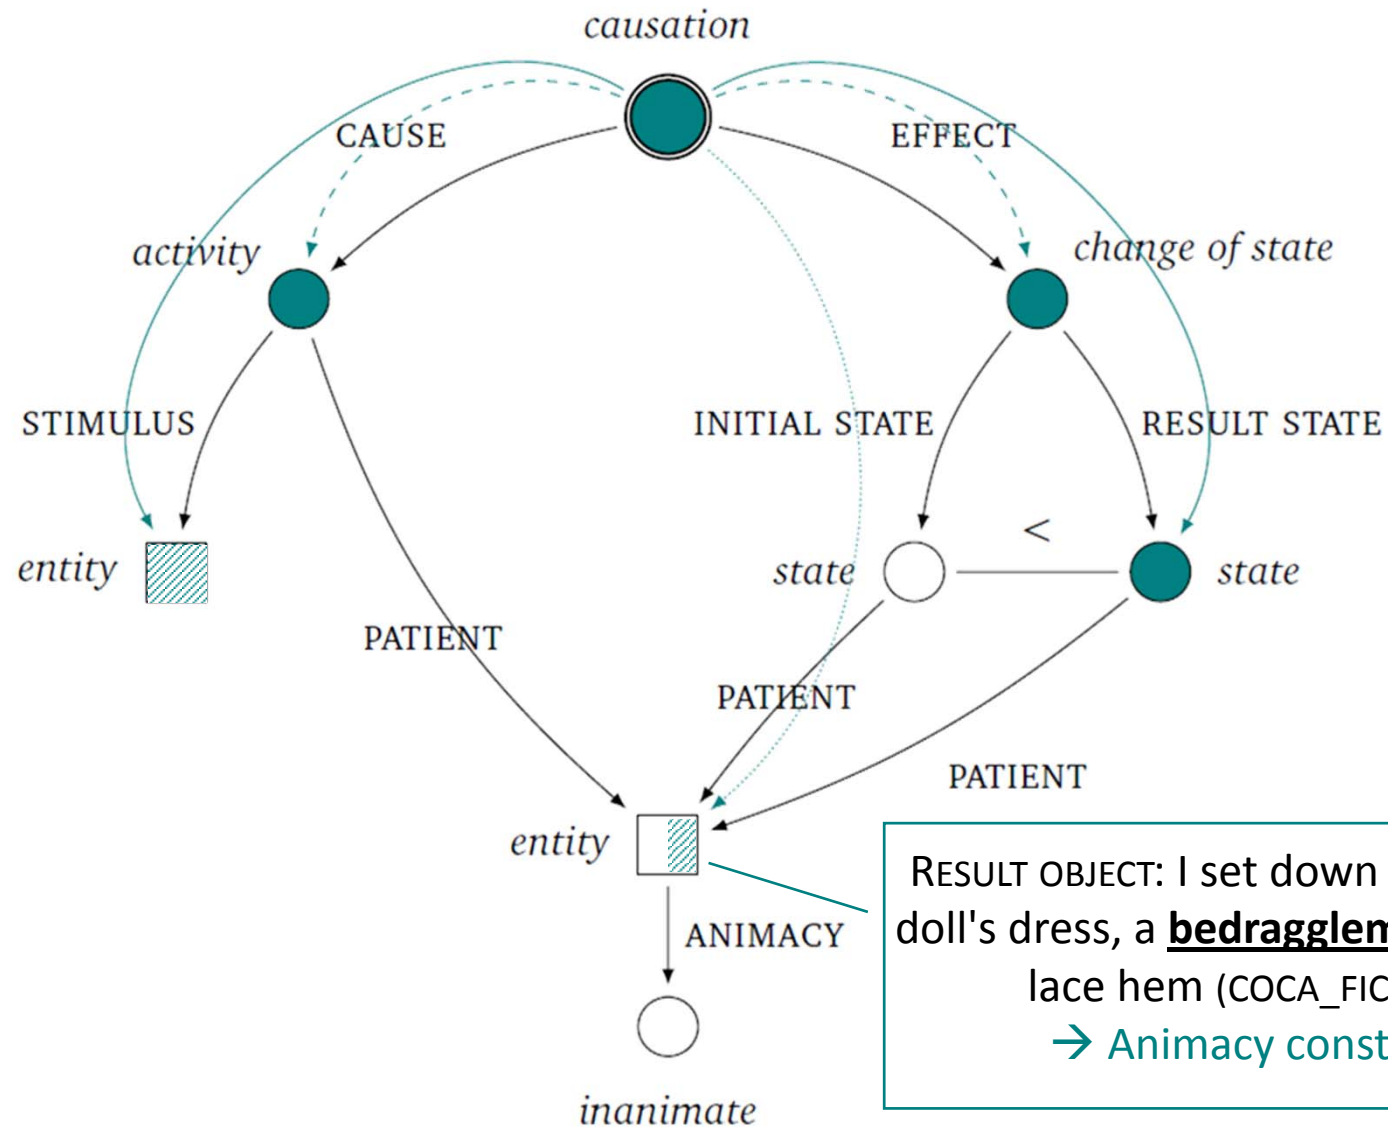 causation
CAUSE
EFFECT
activity
change of state
STIMULUS
INITIAL STATE
RESULT STATE
<
entity
state
state
PATIENT
PATIENT
PATIENT
entity
RESULT OBJECT: I set down
doll's dress, a bedragglem
ANIMACY
lace hem (COCA_FIC
→ Animacy const
inanimate